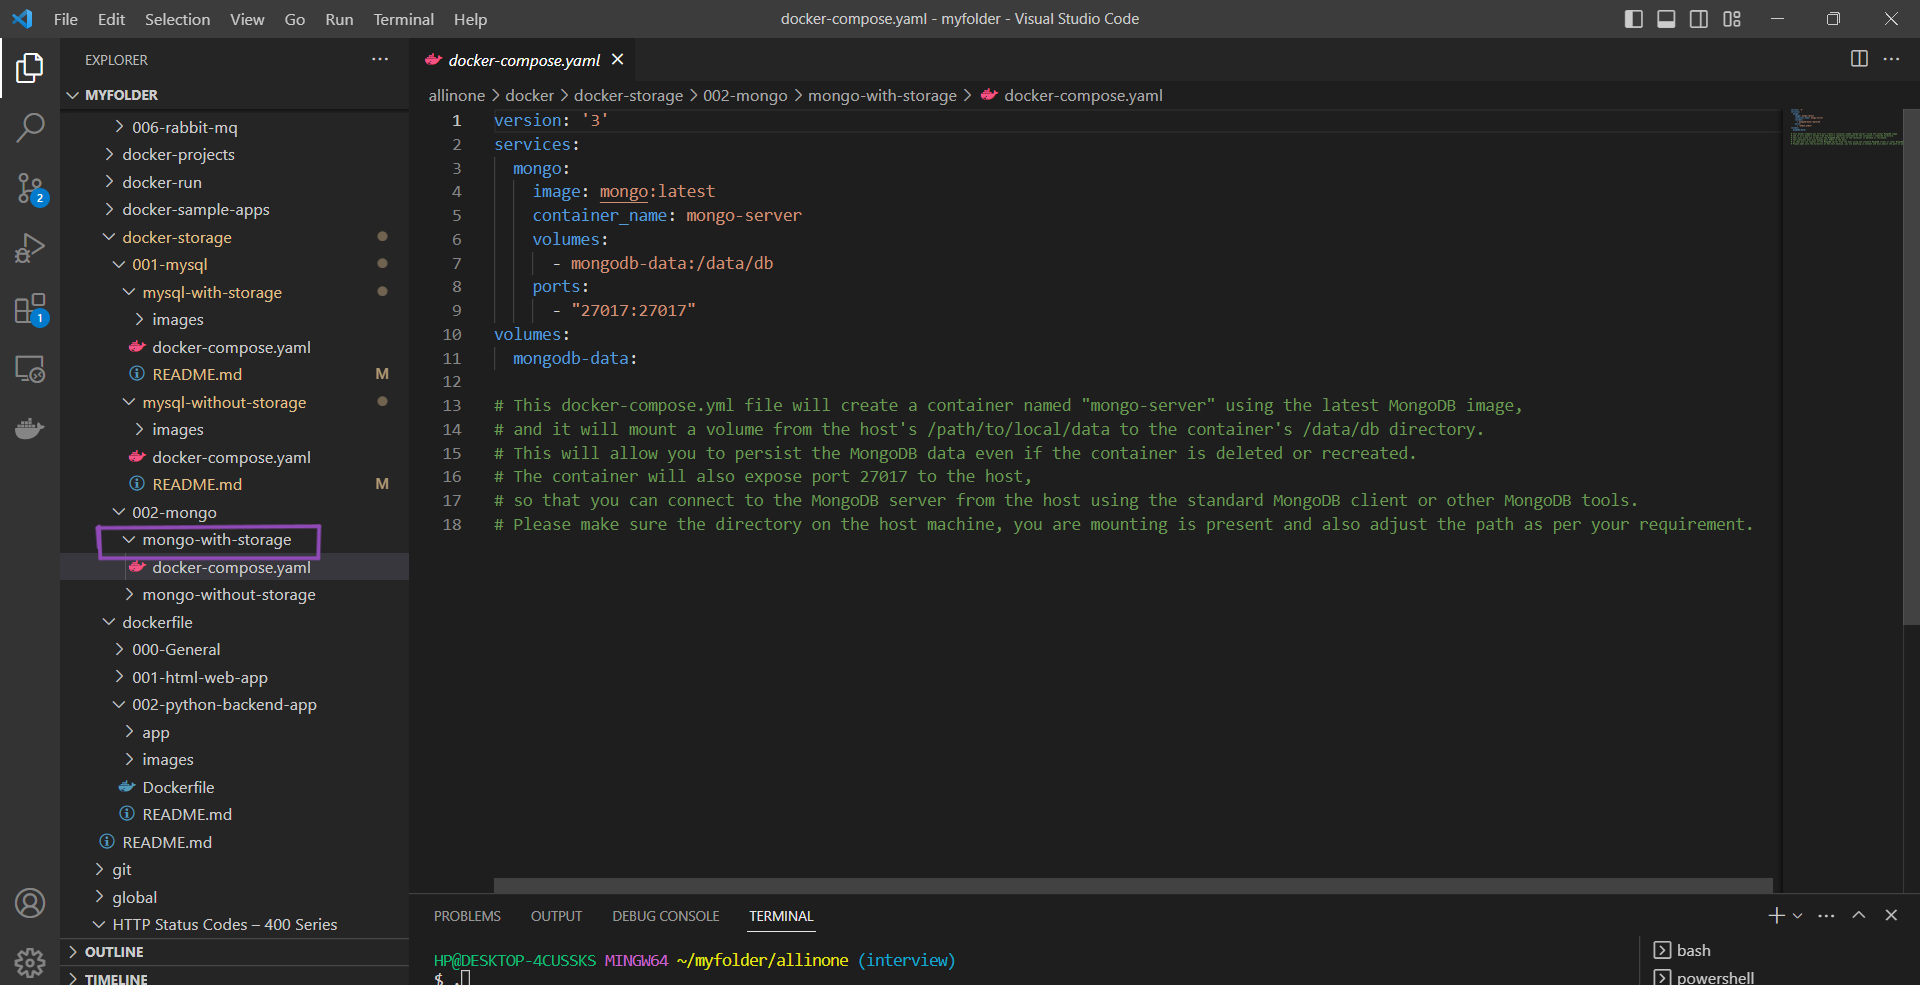 File Edit Selection View Go Run Terminal Help
docker-compose.yaml - myfolder - Visual Studio Code
EXPLORER
MYFOLDER
006-rabbit-mq
docker-projects
docker-run
docker-sample-apps
docker-storage
001-mysql
mysql-with-storage
images
docker-compose.yaml
README.md M
mysql-without-storage
images
docker-compose.yaml
README.md M
002-mongo
mongo-with-storage
docker-compose.yaml
mongo-without-storage
dockerfile
000-General
001-html-web-app
002-python-backend-app
app
images
Dockerfile
README.md
README.md
git
global
HTTP Status Codes – 400 Series
OUTLINE
TIMELINE
2
1
docker-compose.yaml
allinone > docker > docker-storage > 002-mongo > mongo-with-storage > docker-compose.yaml
1 version: '3'
2 services:
3 mongo:
4 image: mongo:latest
5 container_name: mongo-server
6 volumes:
7 - mongodb-data:/data/db
8 ports:
9 - "27017:27017"
10 volumes:
11 mongodb-data:
12
13 # This docker-compose.yml file will create a container named "mongo-server" using the latest MongoDB image,
14 # and it will mount a volume from the host's /path/to/local/data to the container's /data/db directory.
15 # This will allow you to persist the MongoDB data even if the container is deleted or recreated.
16 # The container will also expose port 27017 to the host,
17 # so that you can connect to the MongoDB server from the host using the standard MongoDB client or other MongoDB tools.
18 # Please make sure the directory on the host machine, you are mounting is present and also adjust the path as per your requirement.
PROBLEMS OUTPUT DEBUG CONSOLE TERMINAL
HP@DESKTOP-4CUSSKS MINGW64 ~/myfolder/allinone (interview)
$ .
bash
powershell